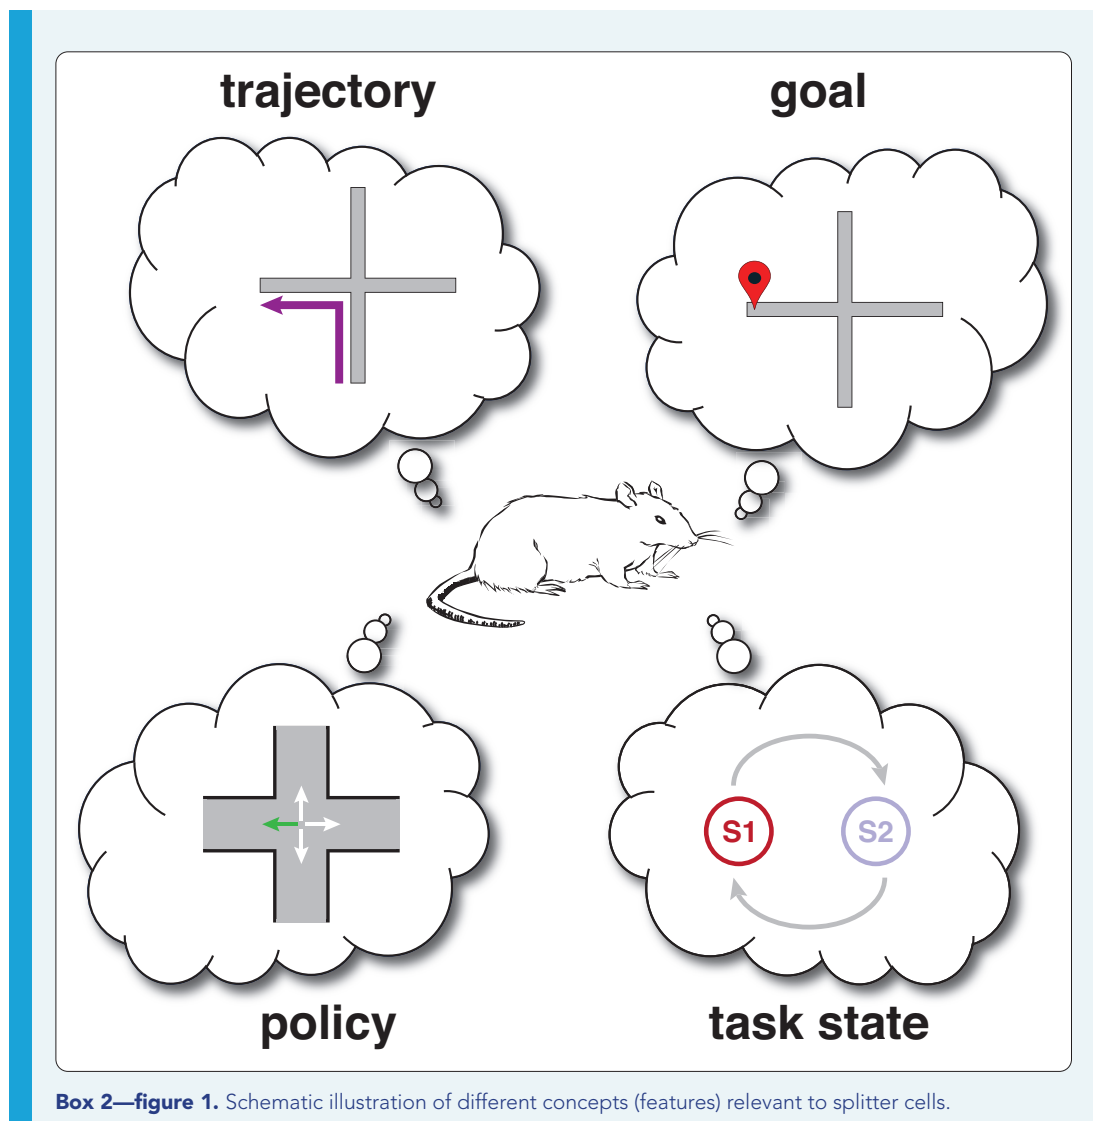 trajectory
goal
S1
S2
policy
task state
Box 2—figure 1. Schematic illustration of different concepts (features) relevant to splitter cells.